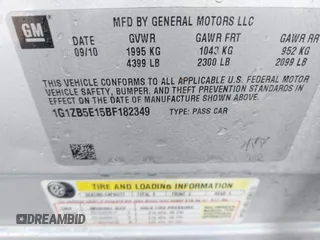 GM
MFD BY GENERAL MOTORS LLC
DATE GVWR GAWR FRT GAWR RR
09/10 1995 KG 1043 KG 952 KG
4399 LB 2300 LB 2099 LB
THIS VEHICLE CONFORMS TO ALL APPLICABLE U.S. FEDERAL MOTOR
VEHICLE SAFETY, BUMPER, AND THEFT PREVENTION STANDARDS IN
EFFECT ON THE DATE OF MANUFACTURE SHOWN ABOVE.
1G1ZB5E15BF182349 TYPE: PASS CAR
TIRE AND LOADING INFORMATION
DREAMBID